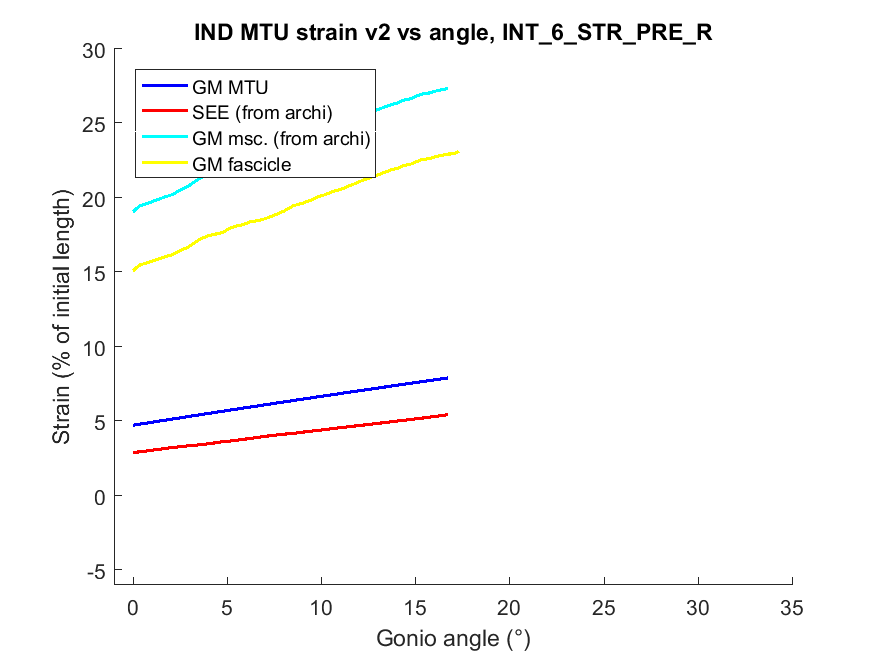 IND MTU strain v2 vs angle, INT_6_STR_PRE_R
30
25
20
15
10
5
0
-5
Strain (% of initial length)
GM MTU
SEE (from archi)
GM msc. (from archi)
GM fascicle
0 5 10 15 20 25 30 35
Gonio angle (°)